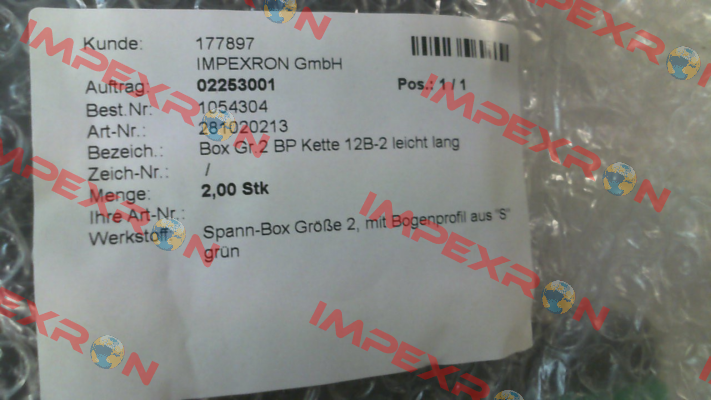 Kunde: 177897
IMPEXRON GmbH
Auftrag: 02253001 Pos.: 1 / 1
Best.Nr: 1054304
Art-Nr.: 281020213
Bezeich.: Box Gr.2 BP Kette 12B-2 leicht lang
Zeich-Nr.: /
Menge: 2,00 Stk
Ihre Art-Nr.:
Werkstoff: Spann-Box Größe 2, mit Bogenprofil aus "S"
grün
IMPEXRON
IMPEXRON
IMPEXRON
IMPEXRON
IMPEXRON
IMPEXRON